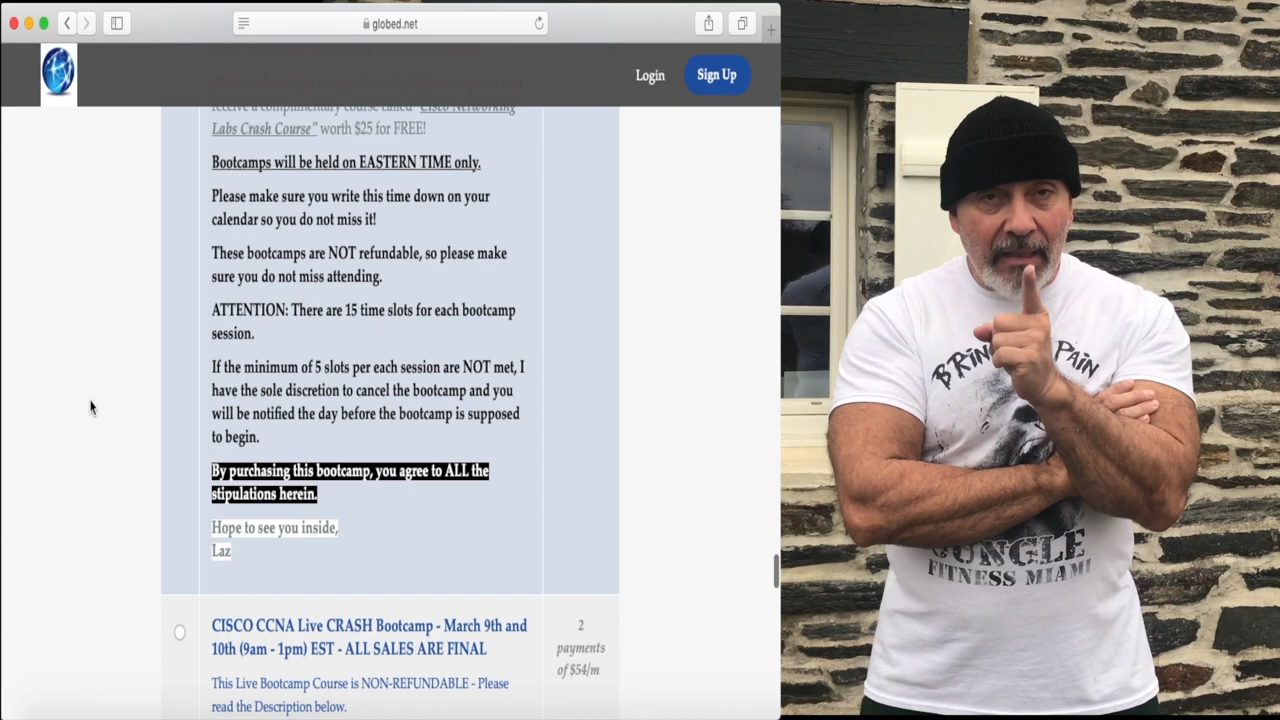 globed.net
Login
Sign Up
receive a complimentary course called "Cisco Networking
Labs Crash Course" worth $25 for FREE!
Bootcamps will be held on EASTERN TIME only.
Please make sure you write this time down on your
calendar so you do not miss it!
These bootcamps are NOT refundable, so please make
sure you do not miss attending.
ATTENTION: There are 15 time slots for each bootcamp
session.
If the minimum of 5 slots per each session are NOT met, I
have the sole discretion to cancel the bootcamp and you
will be notified the day before the bootcamp is supposed
to begin.
By purchasing this bootcamp, you agree to ALL the
stipulations herein.
Hope to see you inside,
Laz
CISCO CCNA Live CRASH Bootcamp - March 9th and
10th (9am - 1pm) EST - ALL SALES ARE FINAL
2
payments
of $54/m
This Live Bootcamp Course is NON-REFUNDABLE - Please
read the Description below.
PAIN
JUNGLE
FITNESS MIAMI